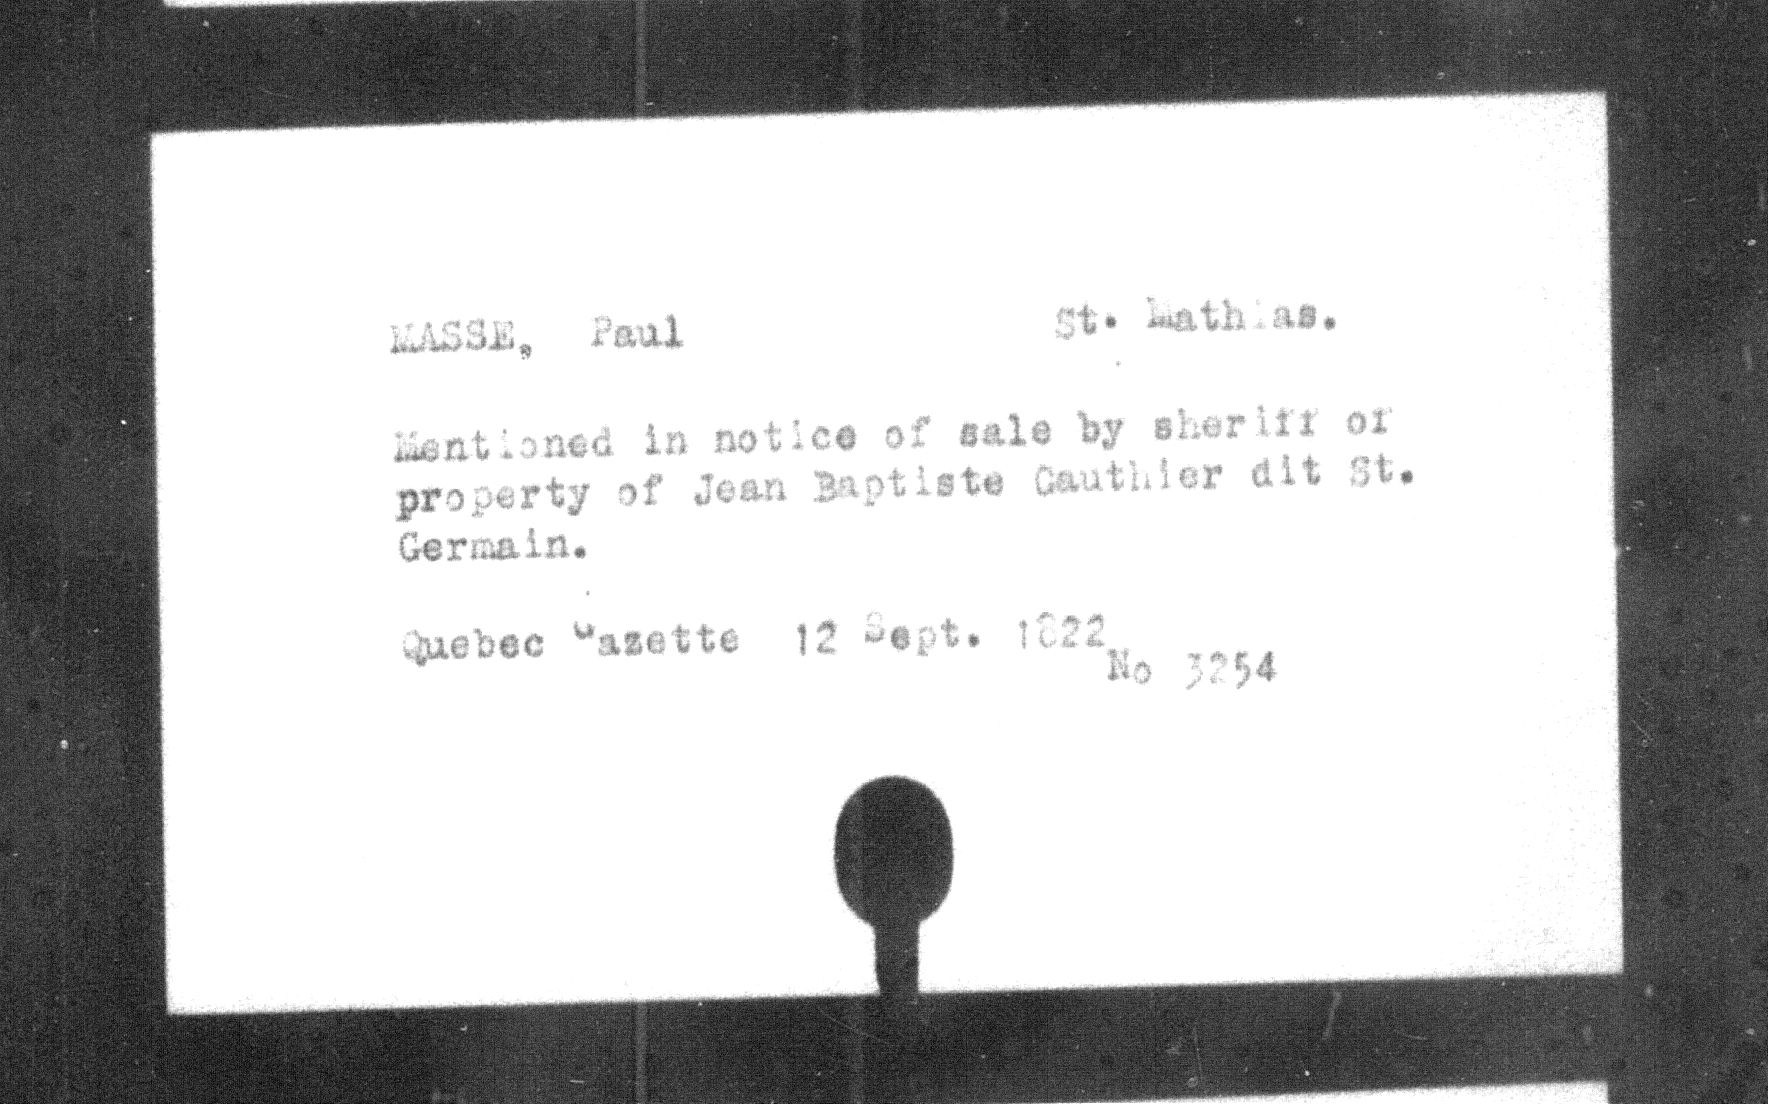 MASSE, Paul St. Mathias.
Mentioned in notice of sale by sheriff of
property of Jean Baptiste Gauthier dit St.
Germain.
Quebec Gazette 12 Sept. 1822
No 3254